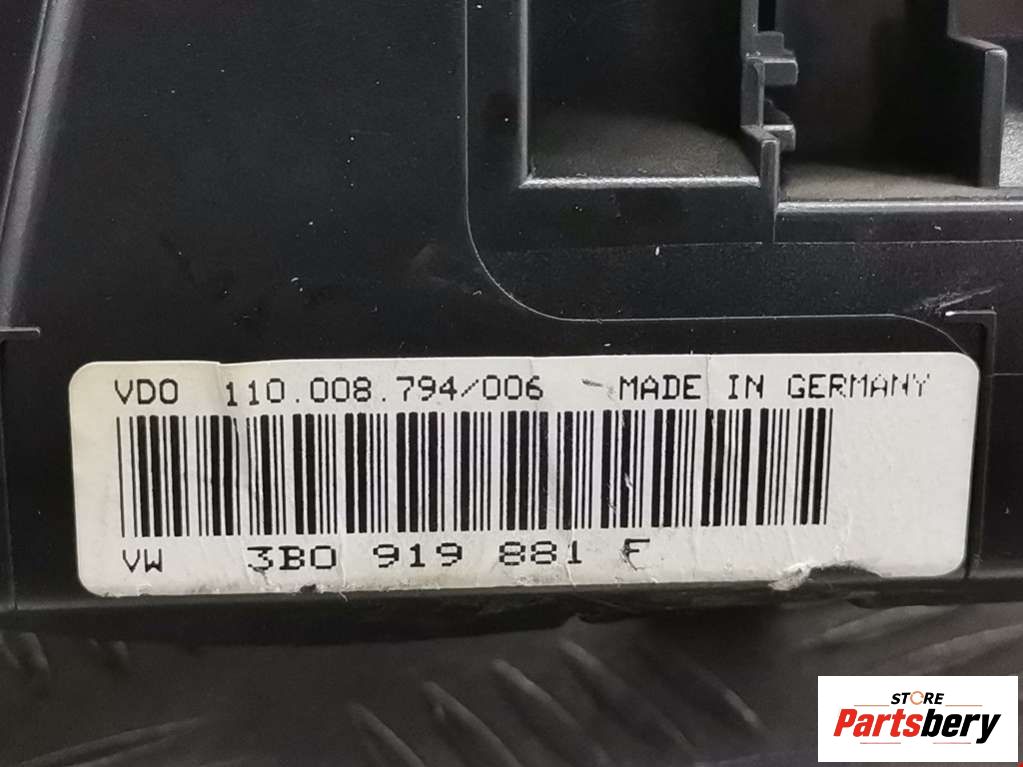 VDO 110.008.794/006 - MADE IN GERMANY
VW 3B0 919 881 F
STORE
Partsbery